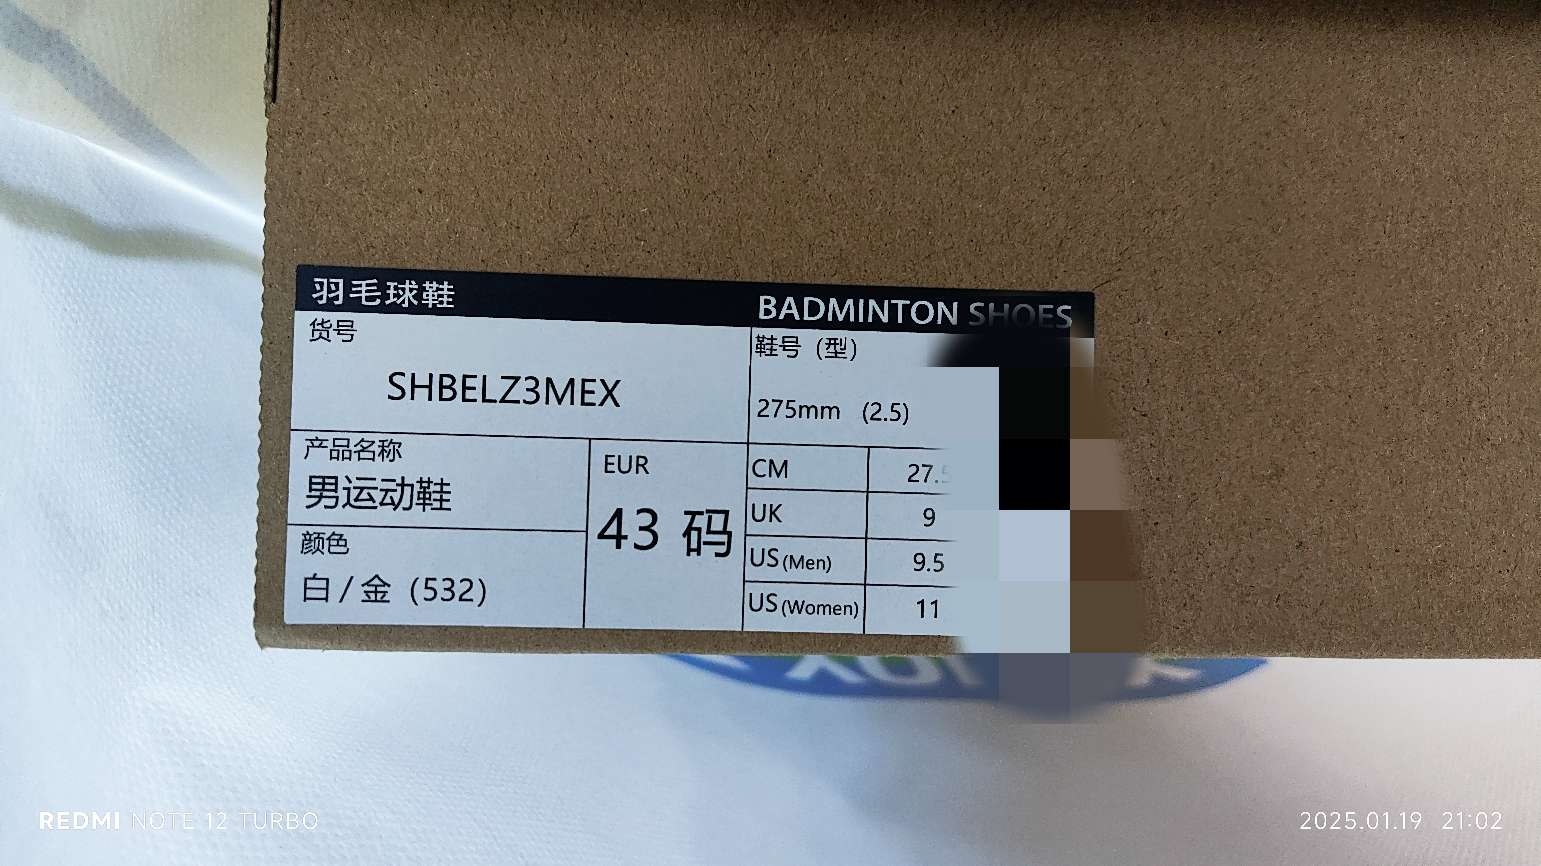 羽毛球鞋
BADMINTON SHOES
货号
SHBELZ3MEX
鞋号（型）
275mm (2.5)
产品名称
男运动鞋
颜色
白 / 金（532）
EUR
43 码
CM 27.5
UK 9
US (Men) 9.5
US (Women) 11
REDMI NOTE 12 TURBO
2025.01.19 21:02